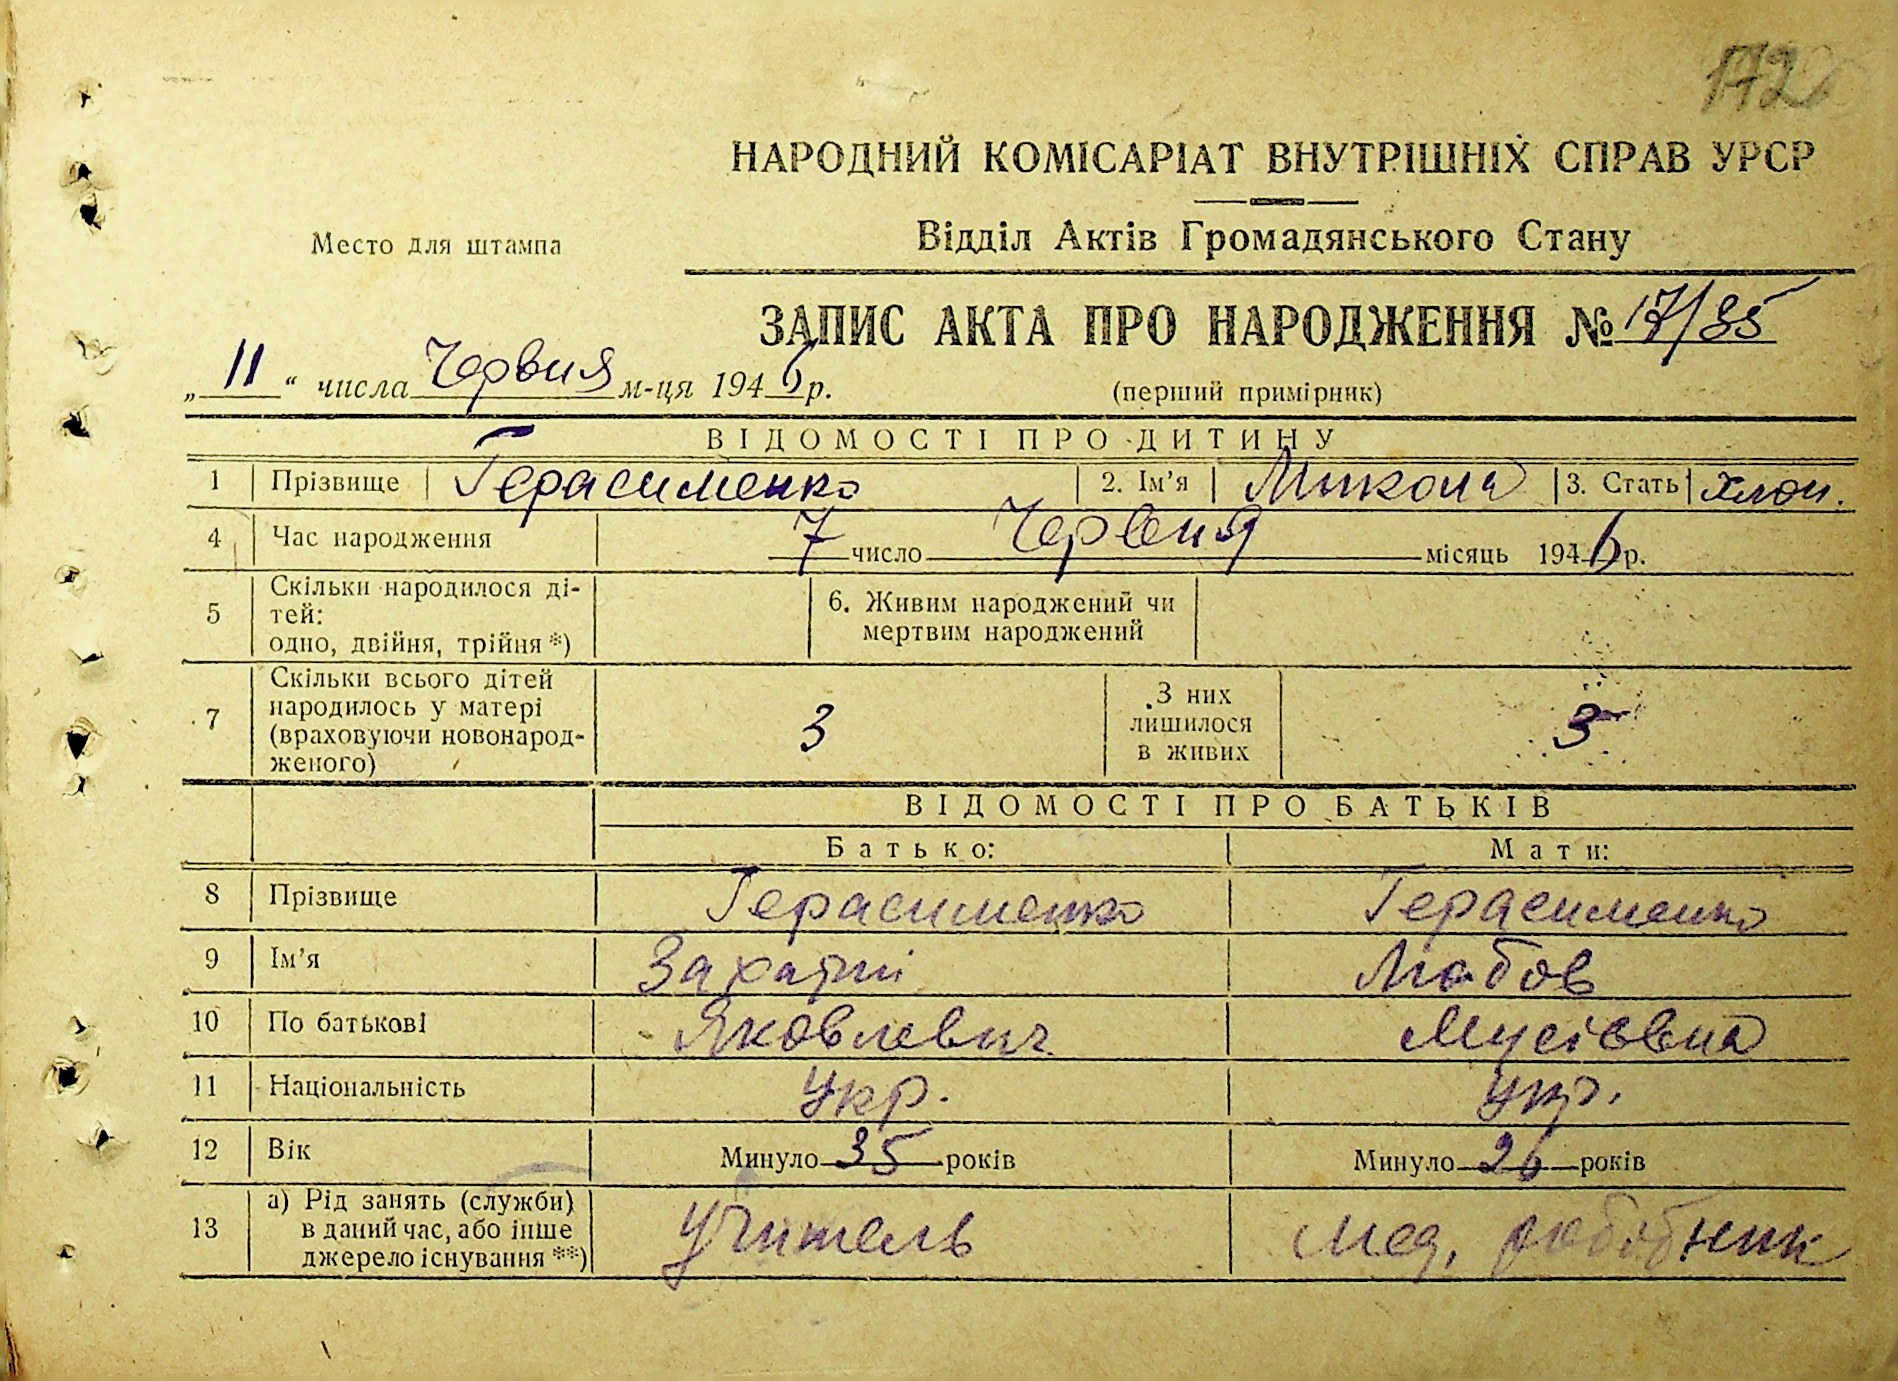 172
НАРОДНИЙ КОМІСАРІАТ ВНУТРІШНІХ СПРАВ УРСР
Место для штампа
Відділ Актів Громадянського Стану
ЗАПИС АКТА ПРО НАРОДЖЕННЯ № 17/85
„11“ числа Червня м-ця 1946 р.
(перший примірник)
ВІДОМОСТІ ПРО ДИТИНУ
1 Прізвище Герасименко 2. Ім'я Микола 3. Стать хлоп.
4 Час народження 7 число Червня місяць 1946 р.
5 Скільки народилося ді-
тей:
одно, двійня, трійня *)
6. Живим народжений чи
мертвим народжений
7 Скільки всього дітей
народилось у матері
(враховуючи новонарод-
женого)
3
З них
лишилося
в живих
3
ВІДОМОСТІ ПРО БАТЬКІВ
Батько: Мати:
8 Прізвище Герасименко Герасименко
9 Ім'я Любов
10 По батькові Яковлевич Мусіївна
11 Національність укр. укр.
12 Вік Минуло 35 років Минуло 26 років
13 а) Рід занять (служби)
в даний час, або інше
джерело існування **)
учитель мед. робітник